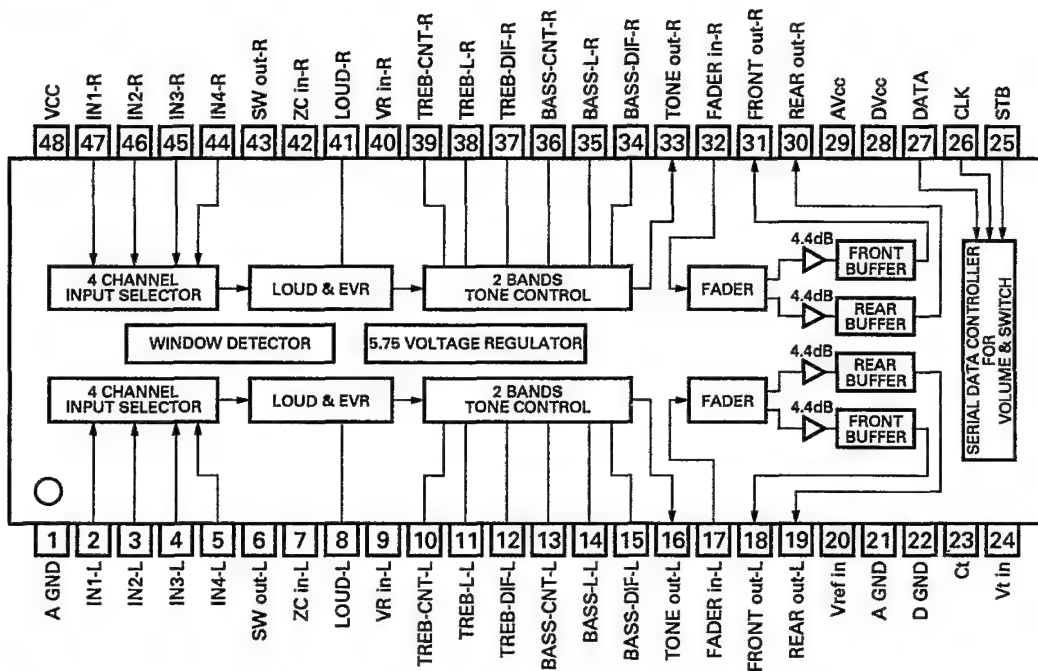 VCC
IN1-R
IN2-R
IN3-R
IN4-R
SW out-R
ZC in-R
LOUD-R
VR in-R
TREB-CNT-R
TREB-L-R
TREB-DIF-R
BASS-CNT-R
BASS-L-R
BASS-DIF-R
TONE out-R
FADER in-R
FRONT out-R
REAR out-R
AVcc
DVcc
DATA
CLK
STB
48 47 46 45 44 43 42 41 40 39 38 37 36 35 34 33 32 31 30 29 28 27 26 25
4 CHANNEL
INPUT SELECTOR
LOUD & EVR
2 BANDS
TONE CONTROL
FADER
4.4dB
FRONT
BUFFER
4.4dB
REAR
BUFFER
WINDOW DETECTOR
5.75 VOLTAGE REGULATOR
4 CHANNEL
INPUT SELECTOR
LOUD & EVR
2 BANDS
TONE CONTROL
FADER
4.4dB
REAR
BUFFER
4.4dB
FRONT
BUFFER
SERIAL DATA CONTROLLER
FOR
VOLUME & SWITCH
1 2 3 4 5 6 7 8 9 10 11 12 13 14 15 16 17 18 19 20 21 22 23 24
A GND
IN1-L
IN2-L
IN3-L
IN4-L
SW out-L
ZC in-L
LOUD-L
VR in-L
TREB-CNT-L
TREB-L-L
TREB-DIF-L
BASS-CNT-L
BASS-L-L
BASS-DIF-L
TONE out-L
FADER in-L
FRONT out-L
REAR out-L
Vref in
A GND
D GND
Ct
Vt in